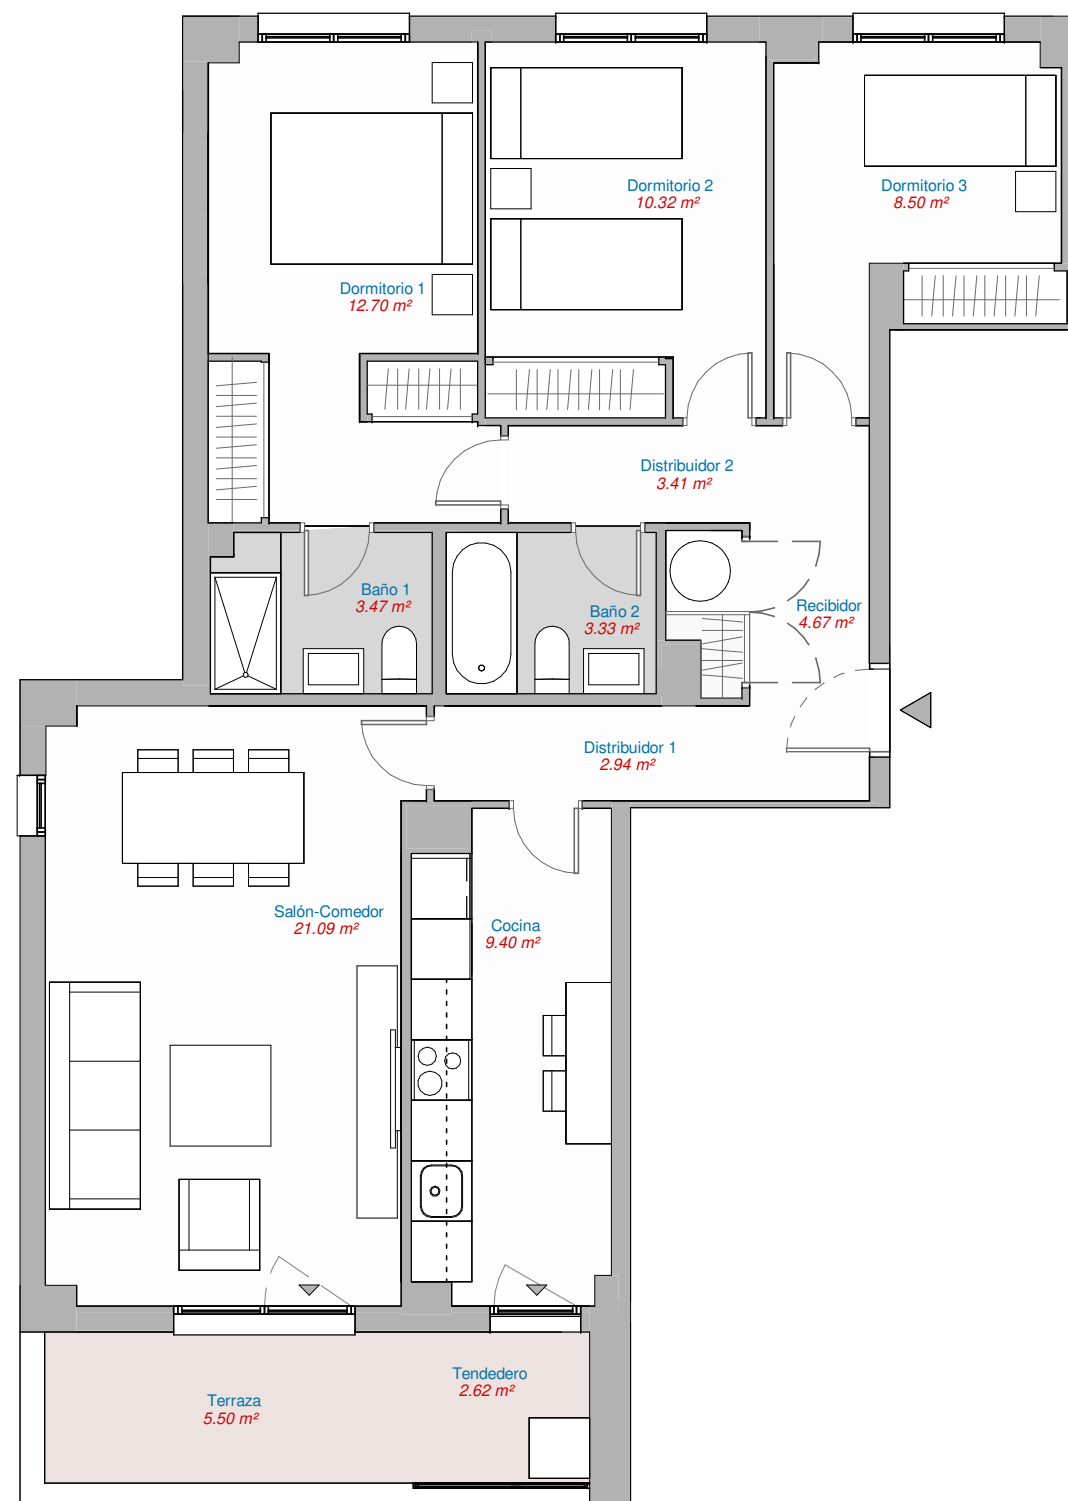 Dormitorio 2
10.32 m²
Dormitorio 3
8.50 m²
Dormitorio 1
12.70 m²
Distribuidor 2
3.41 m²
Baño 1
3.47 m²
Baño 2
3.33 m²
Recibidor
4.67 m²
Distribuidor 1
2.94 m²
Salón-Comedor
21.09 m²
Cocina
9.40 m²
Tendedero
2.62 m²
Terraza
5.50 m²